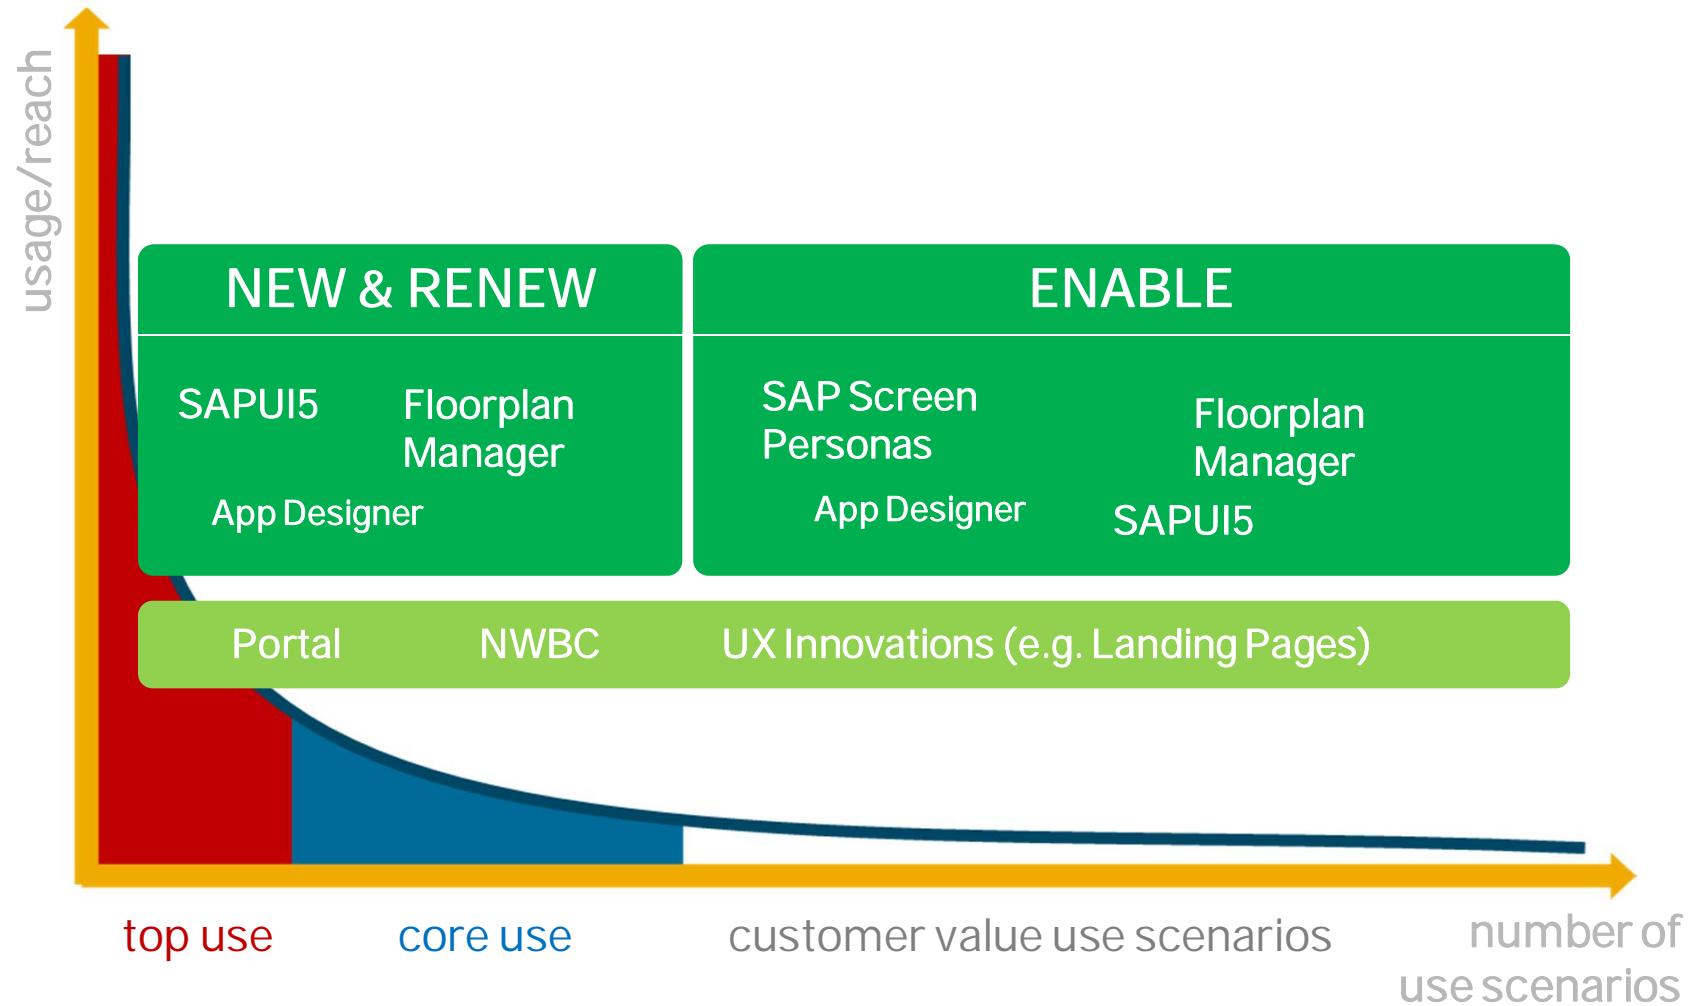 usage/reach
NEW & RENEW
SAPUI5
Floorplan
Manager
App Designer
ENABLE
SAP Screen
Personas
Floorplan
Manager
App Designer
SAPUI5
Portal
NWBC
UX Innovations (e.g. Landing Pages)
top use
core use
customer value use scenarios
number of
use scenarios